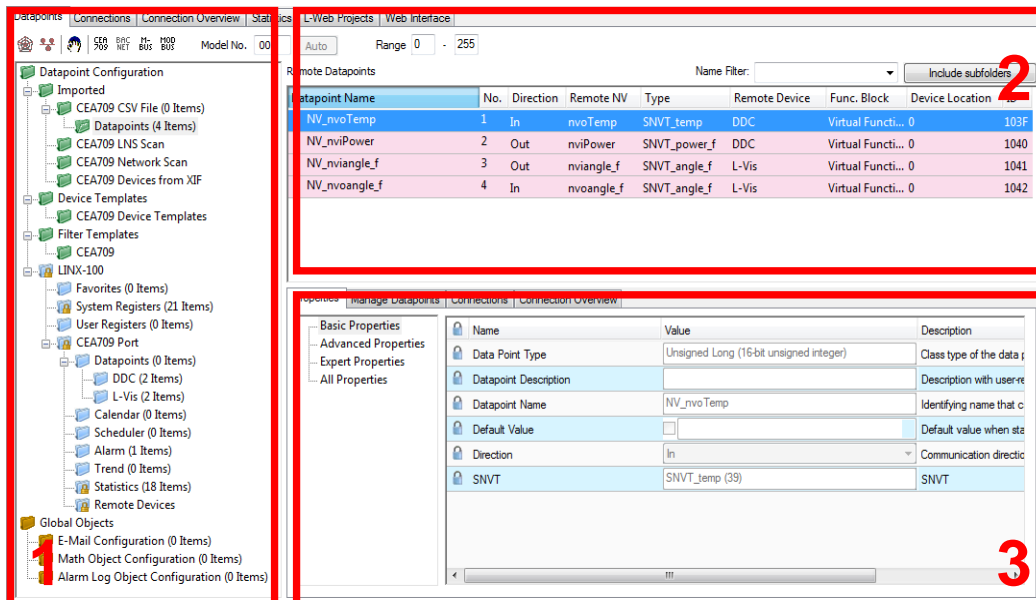 Datapoints Connections Connection Overview Statistics L-Web Projects Web Interface
CEA 709 BAC NET M-BUS MOD BUS Model No. 00 Auto Range 0 - 255
Datapoint Configuration
Imported
CEA709 CSV File (0 Items)
Datapoints (4 Items)
CEA709 LNS Scan
CEA709 Network Scan
CEA709 Devices from XIF
Device Templates
CEA709 Device Templates
Filter Templates
CEA709
LINX-100
Favorites (0 Items)
System Registers (21 Items)
User Registers (0 Items)
CEA709 Port
Datapoints (0 Items)
DDC (2 Items)
L-Vis (2 Items)
Calendar (0 Items)
Scheduler (0 Items)
Alarm (1 Items)
Trend (0 Items)
Statistics (18 Items)
Remote Devices
Global Objects
E-Mail Configuration (0 Items)
Math Object Configuration (0 Items)
Alarm Log Object Configuration (0 Items)
1
Remote Datapoints Name Filter: Include subfolders
2
Datapoint Name No. Direction Remote NV Type Remote Device Func. Block Device Location ID
NV_nvoTemp 1 In nvoTemp SNVT_temp DDC Virtual Functi... 0 103F
NV_nviPower 2 Out nviPower SNVT_power_f DDC Virtual Functi... 0 1040
NV_nviangle_f 3 Out nviangle_f SNVT_angle_f L-Vis Virtual Functi... 0 1041
NV_nvoangle_f 4 In nvoangle_f SNVT_angle_f L-Vis Virtual Functi... 0 1042
Properties Manage Datapoints Connections Connection Overview
Basic Properties
Advanced Properties
Expert Properties
All Properties
Name Value Description
Data Point Type Unsigned Long (16-bit unsigned integer) Class type of the data
Datapoint Description Description with user-re
Datapoint Name NV_nvoTemp Identifying name that c
Default Value Default value when sta
Direction In Communication directio
SNVT SNVT_temp (39) SNVT
3